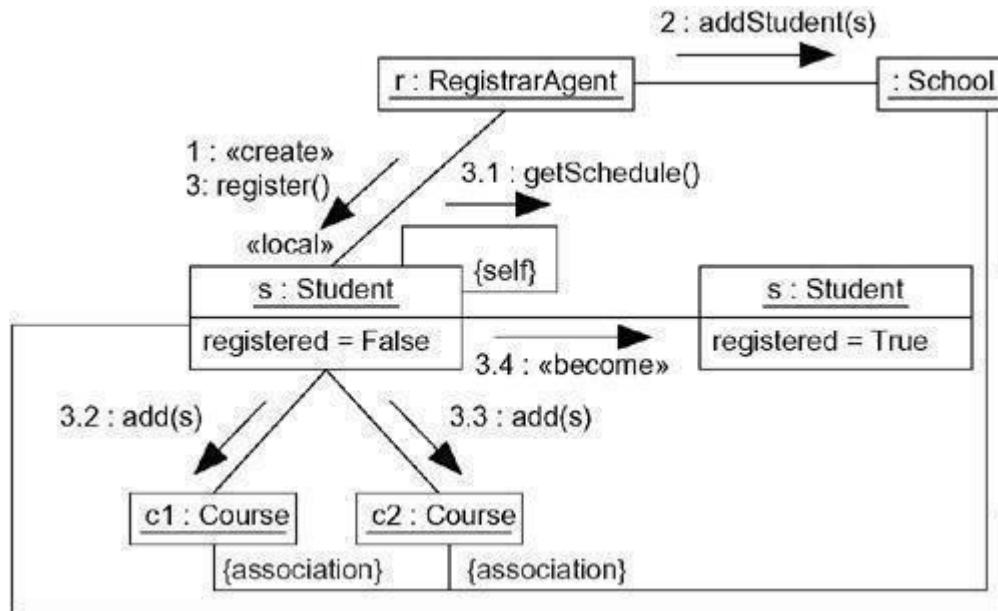 2 : addStudent(s)
r : RegistrarAgent
: School
1 : «create»
3: register()
3.1 : getSchedule()
«local»
{self}
s : Student
registered = False
s : Student
registered = True
3.4 : «become»
3.2 : add(s)
3.3 : add(s)
c1 : Course
c2 : Course
{association}
{association}